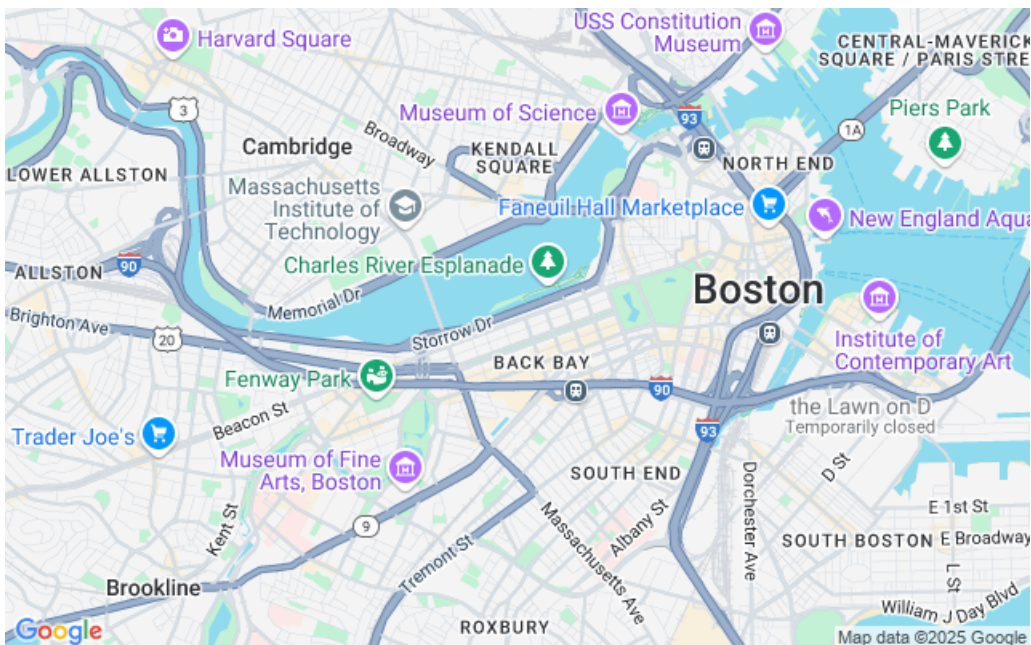 USS Constitution
Museum
Harvard Square
CENTRAL-MAVERICK
SQUARE / PARIS STRE
3
Museum of Science
93
Piers Park
1A
Broadway
Cambridge
KENDALL
SQUARE
NORTH END
LOWER ALLSTON
Massachusetts
Institute of
Technology
Faneuil Hall Marketplace
New England Aqua
90
ALLSTON
Charles River Esplanade
Boston
Memorial Dr
Brighton Ave
20
Storrow Dr
Institute of
Contemporary Art
BACK BAY
Fenway Park
90
the Lawn on D
Temporarily closed
Beacon St
Trader Joe's
93
Museum of Fine
Arts, Boston
SOUTH END
D St
Dorchester Ave
E 1st St
Kent St
9
Massachusetts Ave
Albany St
SOUTH BOSTON
E Broadway
Tremont St
L St
Brookline
William J Day Blvd
ROXBURY
Google
Map data ©2025 Google